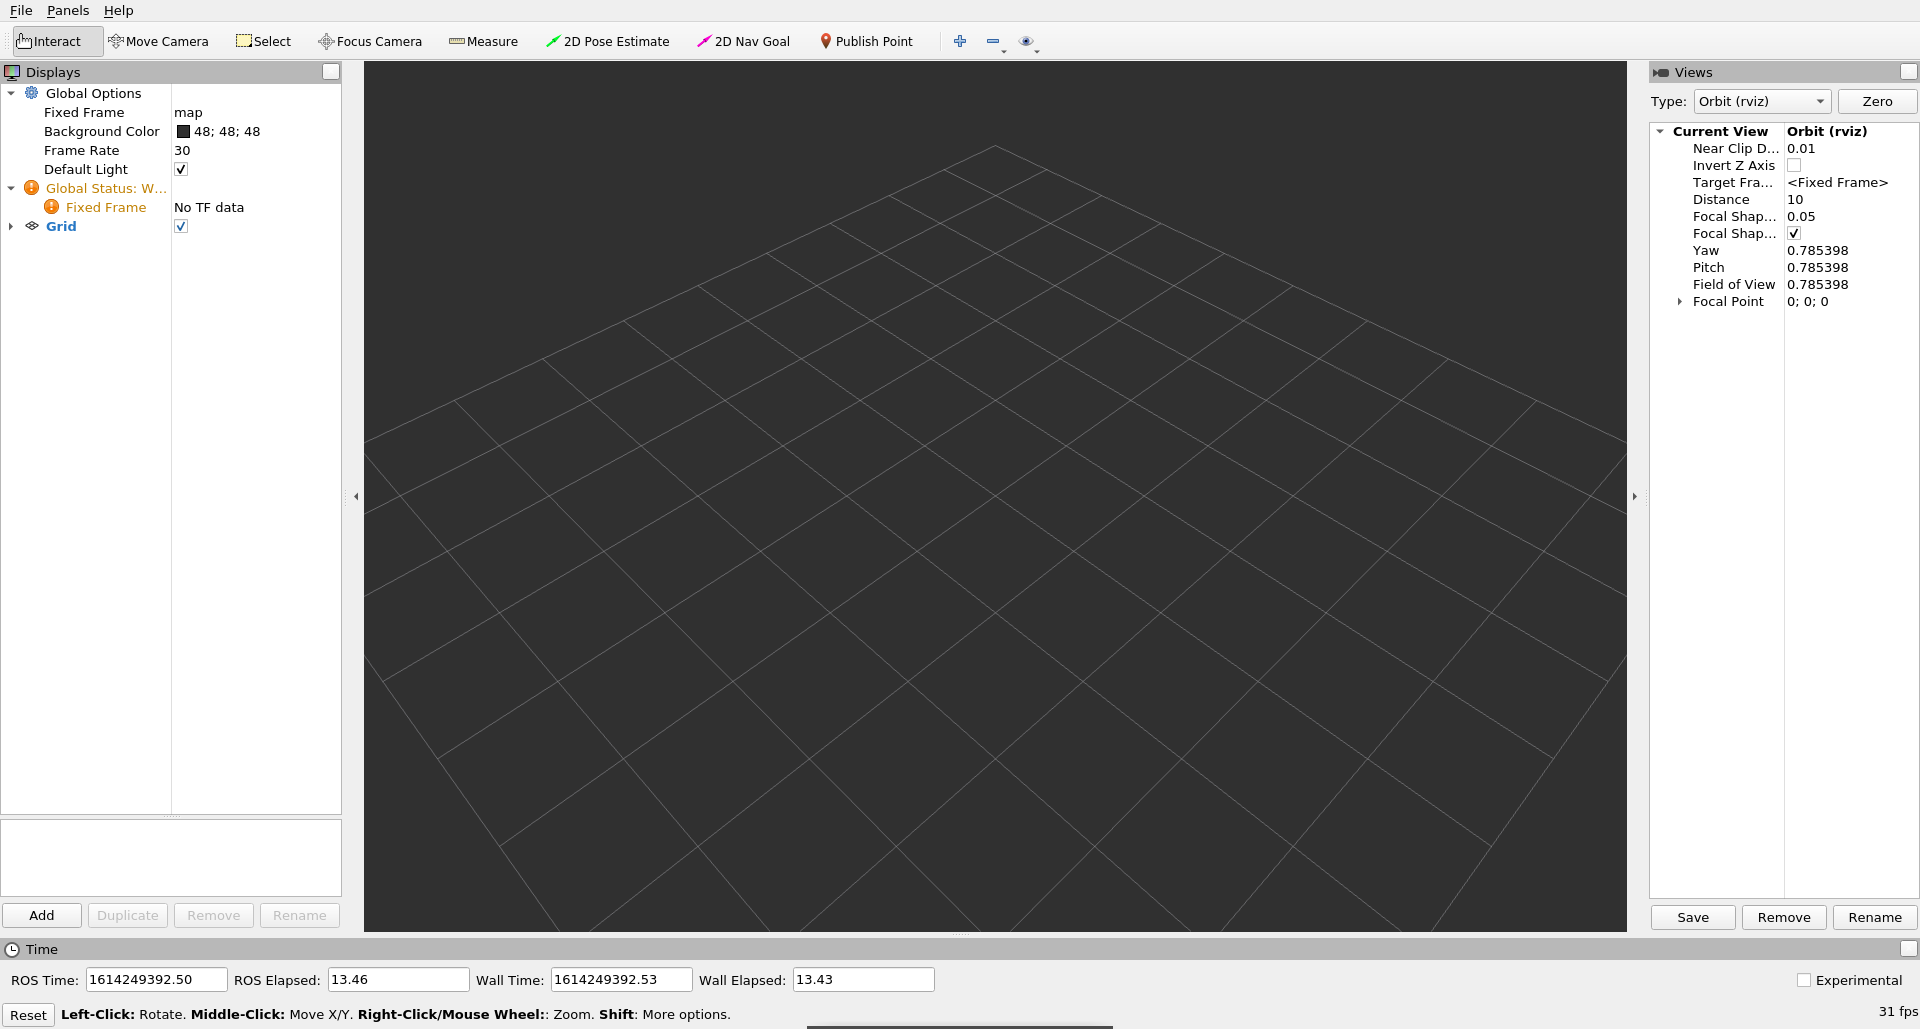 File Panels Help
Interact Move Camera Select Focus Camera Measure 2D Pose Estimate 2D Nav Goal Publish Point
Displays
Global Options
Fixed Frame map
Background Color 48; 48; 48
Frame Rate 30
Default Light
Global Status: W...
Fixed Frame No TF data
Grid
Add Duplicate Remove Rename
Views
Type: Orbit (rviz) Zero
Current View Orbit (rviz)
Near Clip D... 0.01
Invert Z Axis
Target Fra... <Fixed Frame>
Distance 10
Focal Shap... 0.05
Focal Shap...
Yaw 0.785398
Pitch 0.785398
Field of View 0.785398
Focal Point 0; 0; 0
Save Remove Rename
Time
ROS Time: 1614249392.50 ROS Elapsed: 13.46 Wall Time: 1614249392.53 Wall Elapsed: 13.43 Experimental
Reset Left-Click: Rotate. Middle-Click: Move X/Y. Right-Click/Mouse Wheel:: Zoom. Shift: More options. 31 fps